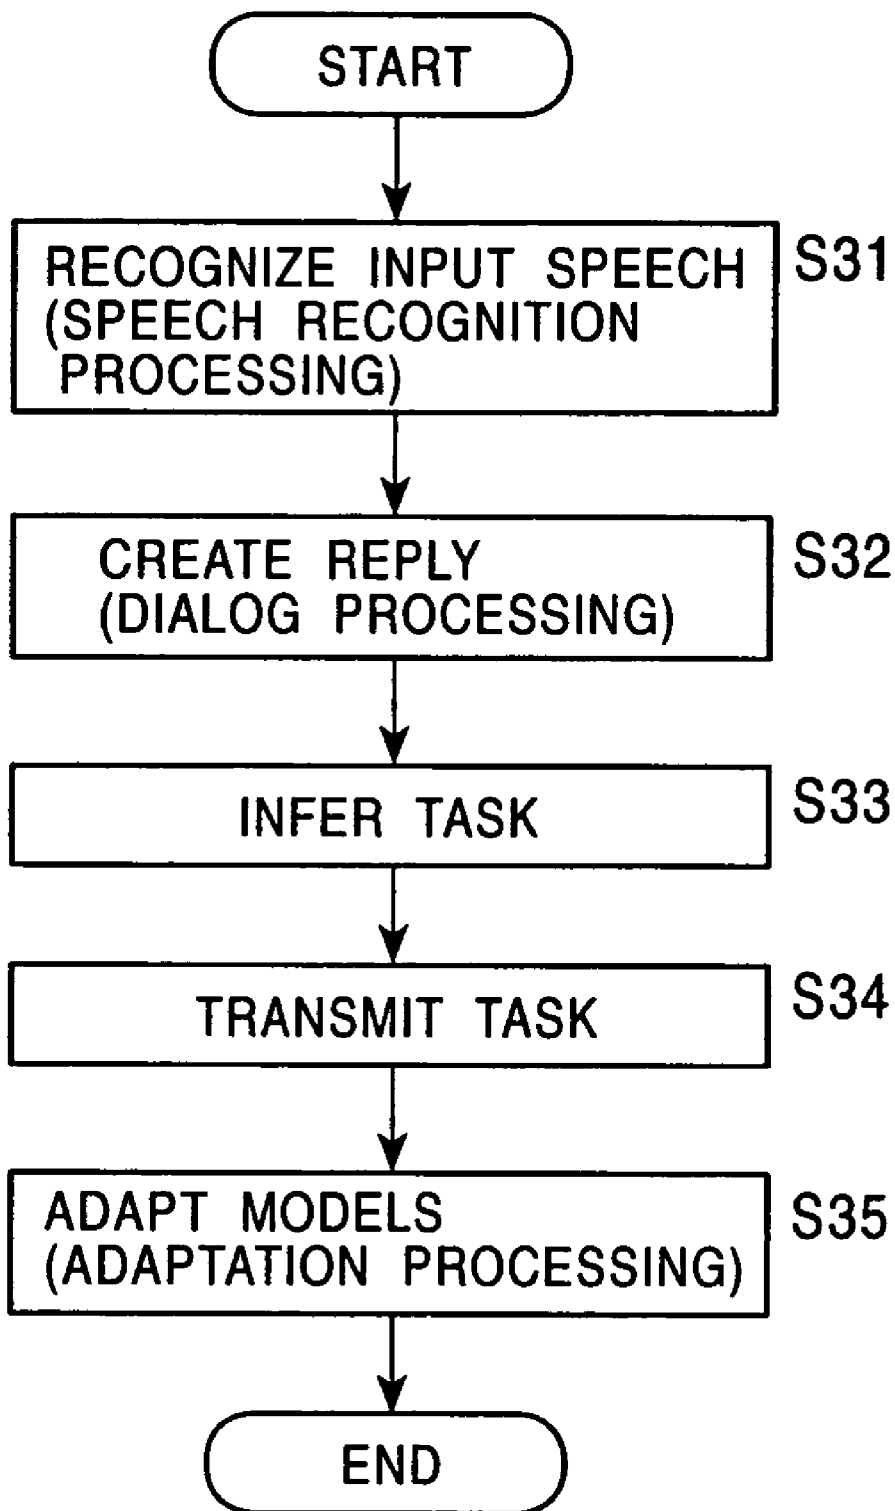 START
RECOGNIZE INPUT SPEECH
(SPEECH RECOGNITION
PROCESSING)
S31
CREATE REPLY
(DIALOG PROCESSING)
S32
INFER TASK
S33
TRANSMIT TASK
S34
ADAPT MODELS
(ADAPTATION PROCESSING)
S35
END